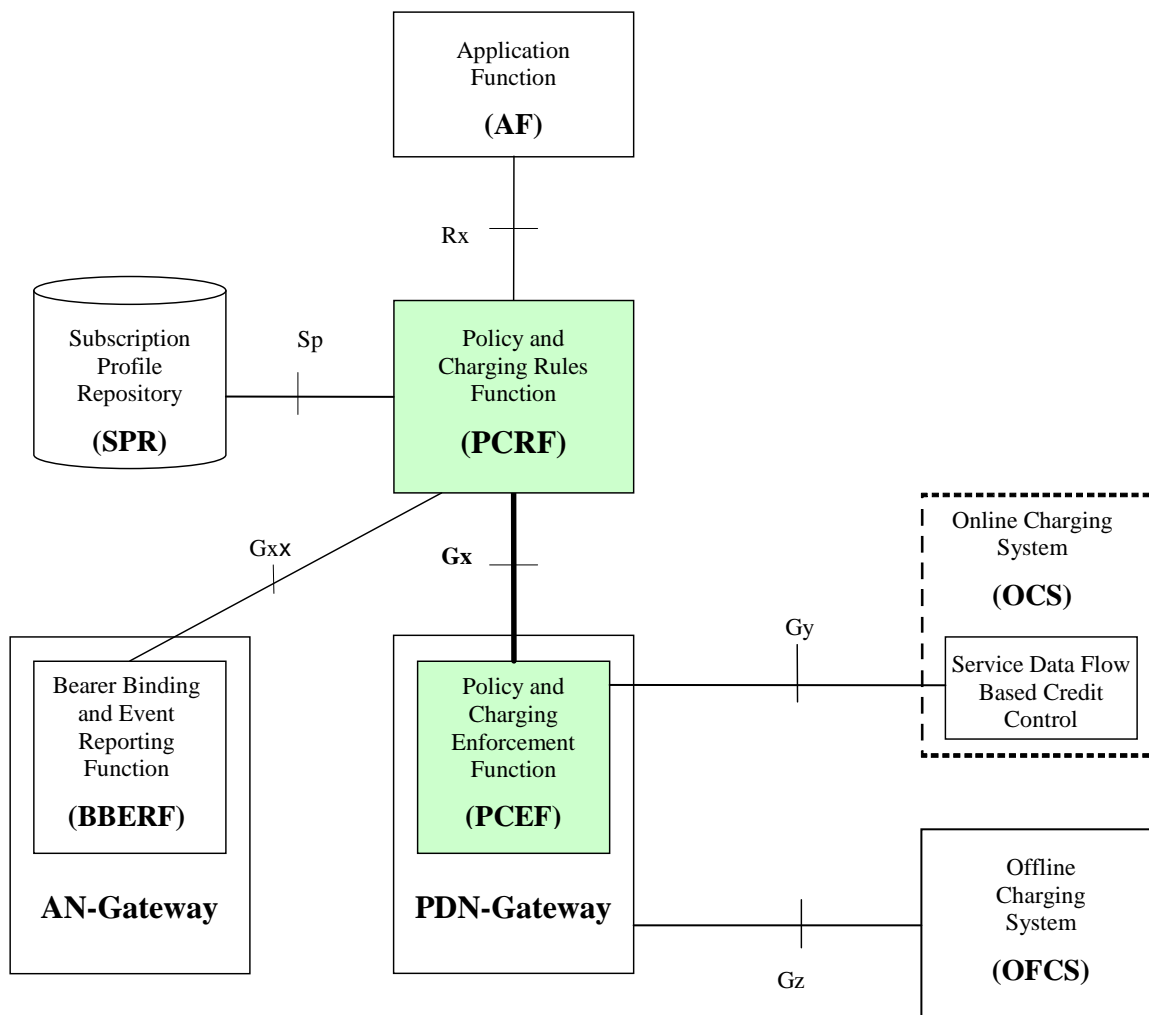 Application
Function
(AF)
Rx
Subscription
Profile
Repository
(SPR)
Sp
Policy and
Charging Rules
Function
(PCRF)
Gxx
Gx
Online Charging
System
(OCS)
Service Data Flow
Based Credit
Control
Gy
Bearer Binding
and Event
Reporting
Function
(BBERF)
AN-Gateway
Policy and
Charging
Enforcement
Function
(PCEF)
PDN-Gateway
Gz
Offline
Charging
System
(OFCS)